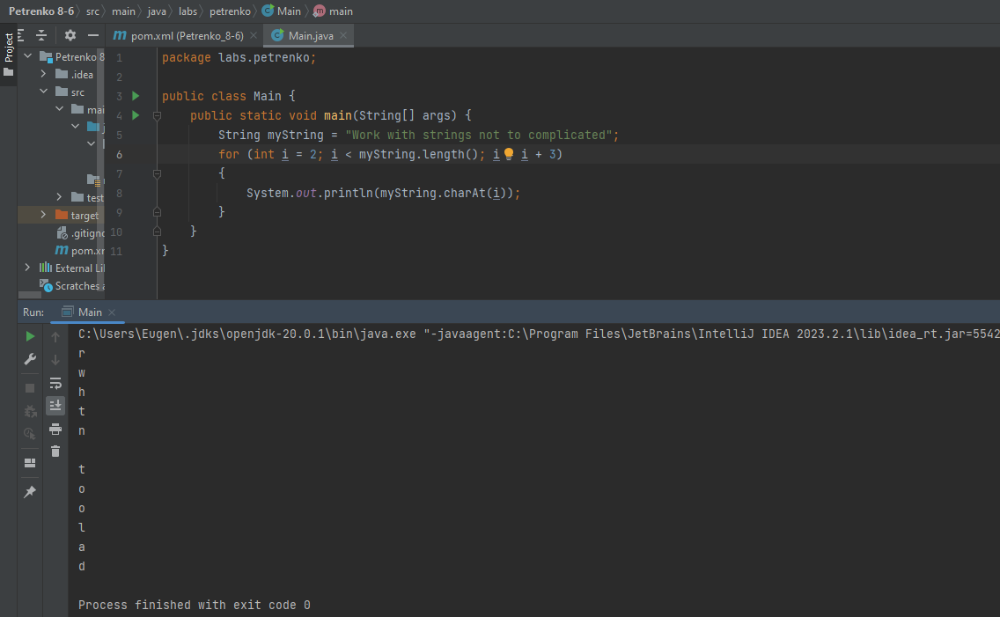 Petrenko 8-6 src main java labs petrenko Main main
Project
pom.xml (Petrenko_8-6) Main.java
Petrenko 8
.idea
src
mai
test
target
.gitigno
pom.xr
External Li
Scratches a
1 package labs.petrenko;
2
3 public class Main {
4 public static void main(String[] args) {
5 String myString = "Work with strings not to complicated";
6 for (int i = 2; i < myString.length(); i i + 3)
7 {
8 System.out.println(myString.charAt(i));
9 }
10 }
11 }
Run: Main
C:\Users\Eugen\.jdks\openjdk-20.0.1\bin\java.exe "-javaagent:C:\Program Files\JetBrains\IntelliJ IDEA 2023.2.1\lib\idea_rt.jar=5542
r
w
h
t
n
t
o
o
l
a
d
Process finished with exit code 0